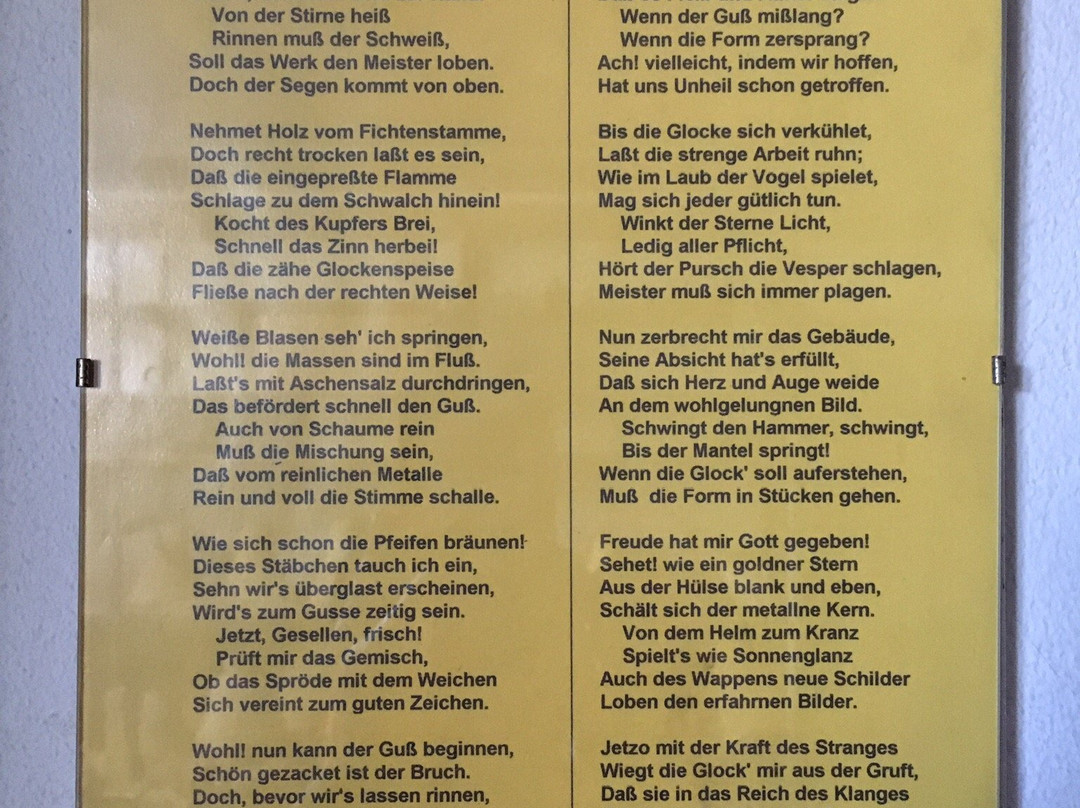 Von der Stirne heiß
Rinnen muß der Schweiß,
Soll das Werk den Meister loben.
Doch der Segen kommt von oben.
Nehmet Holz vom Fichtenstamme,
Doch recht trocken laßt es sein,
Daß die eingepreßte Flamme
Schlage zu dem Schwalch hinein!
Kocht des Kupfers Brei,
Schnell das Zinn herbei!
Daß die zähe Glockenspeise
Fließe nach der rechten Weise!
Weiße Blasen seh' ich springen,
Wohl! die Massen sind im Fluß.
Laßt's mit Aschensalz durchdringen,
Das befördert schnell den Guß.
Auch von Schaume rein
Muß die Mischung sein,
Daß vom reinlichen Metalle
Rein und voll die Stimme schalle.
Wie sich schon die Pfeifen bräunen!
Dieses Stäbchen tauch ich ein,
Sehn wir's überglast erscheinen,
Wird's zum Gusse zeitig sein.
Jetzt, Gesellen, frisch!
Prüft mir das Gemisch,
Ob das Spröde mit dem Weichen
Sich vereint zum guten Zeichen.
Wohl! nun kann der Guß beginnen,
Schön gezacket ist der Bruch.
Doch, bevor wir's lassen rinnen,
Wenn der Guß mißlang?
Wenn die Form zersprang?
Ach! vielleicht, indem wir hoffen,
Hat uns Unheil schon getroffen.
Bis die Glocke sich verkühlet,
Laßt die strenge Arbeit ruhn;
Wie im Laub der Vogel spielet,
Mag sich jeder gütlich tun.
Winkt der Sterne Licht,
Ledig aller Pflicht,
Hört der Pursch die Vesper schlagen,
Meister muß sich immer plagen.
Nun zerbrecht mir das Gebäude,
Seine Absicht hat's erfüllt,
Daß sich Herz und Auge weide
An dem wohlgelungnen Bild.
Schwingt den Hammer, schwingt,
Bis der Mantel springt!
Wenn die Glock' soll auferstehen,
Muß die Form in Stücken gehen.
Freude hat mir Gott gegeben!
Sehet! wie ein goldner Stern
Aus der Hülse blank und eben,
Schält sich der metallne Kern.
Von dem Helm zum Kranz
Spielt's wie Sonnenglanz
Auch des Wappens neue Schilder
Loben den erfahrnen Bilder.
Jetzo mit der Kraft des Stranges
Wiegt die Glock' mir aus der Gruft,
Daß sie in das Reich des Klanges